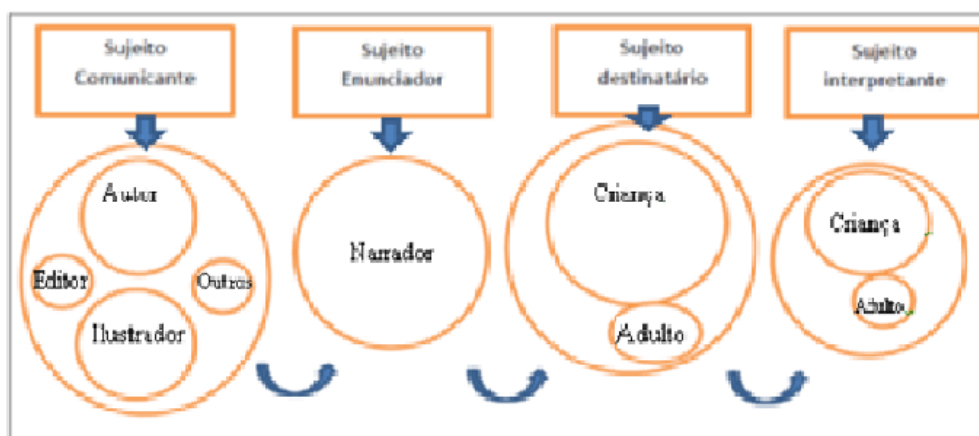 Sujeito
Comunicante
Sujeito
Enunciador
Sujeito
destinatário
Sujeito
interpretante
Autor
Editor
Outros
Ilustrador
Narrador
Criança
Adulto
Criança
Adulto